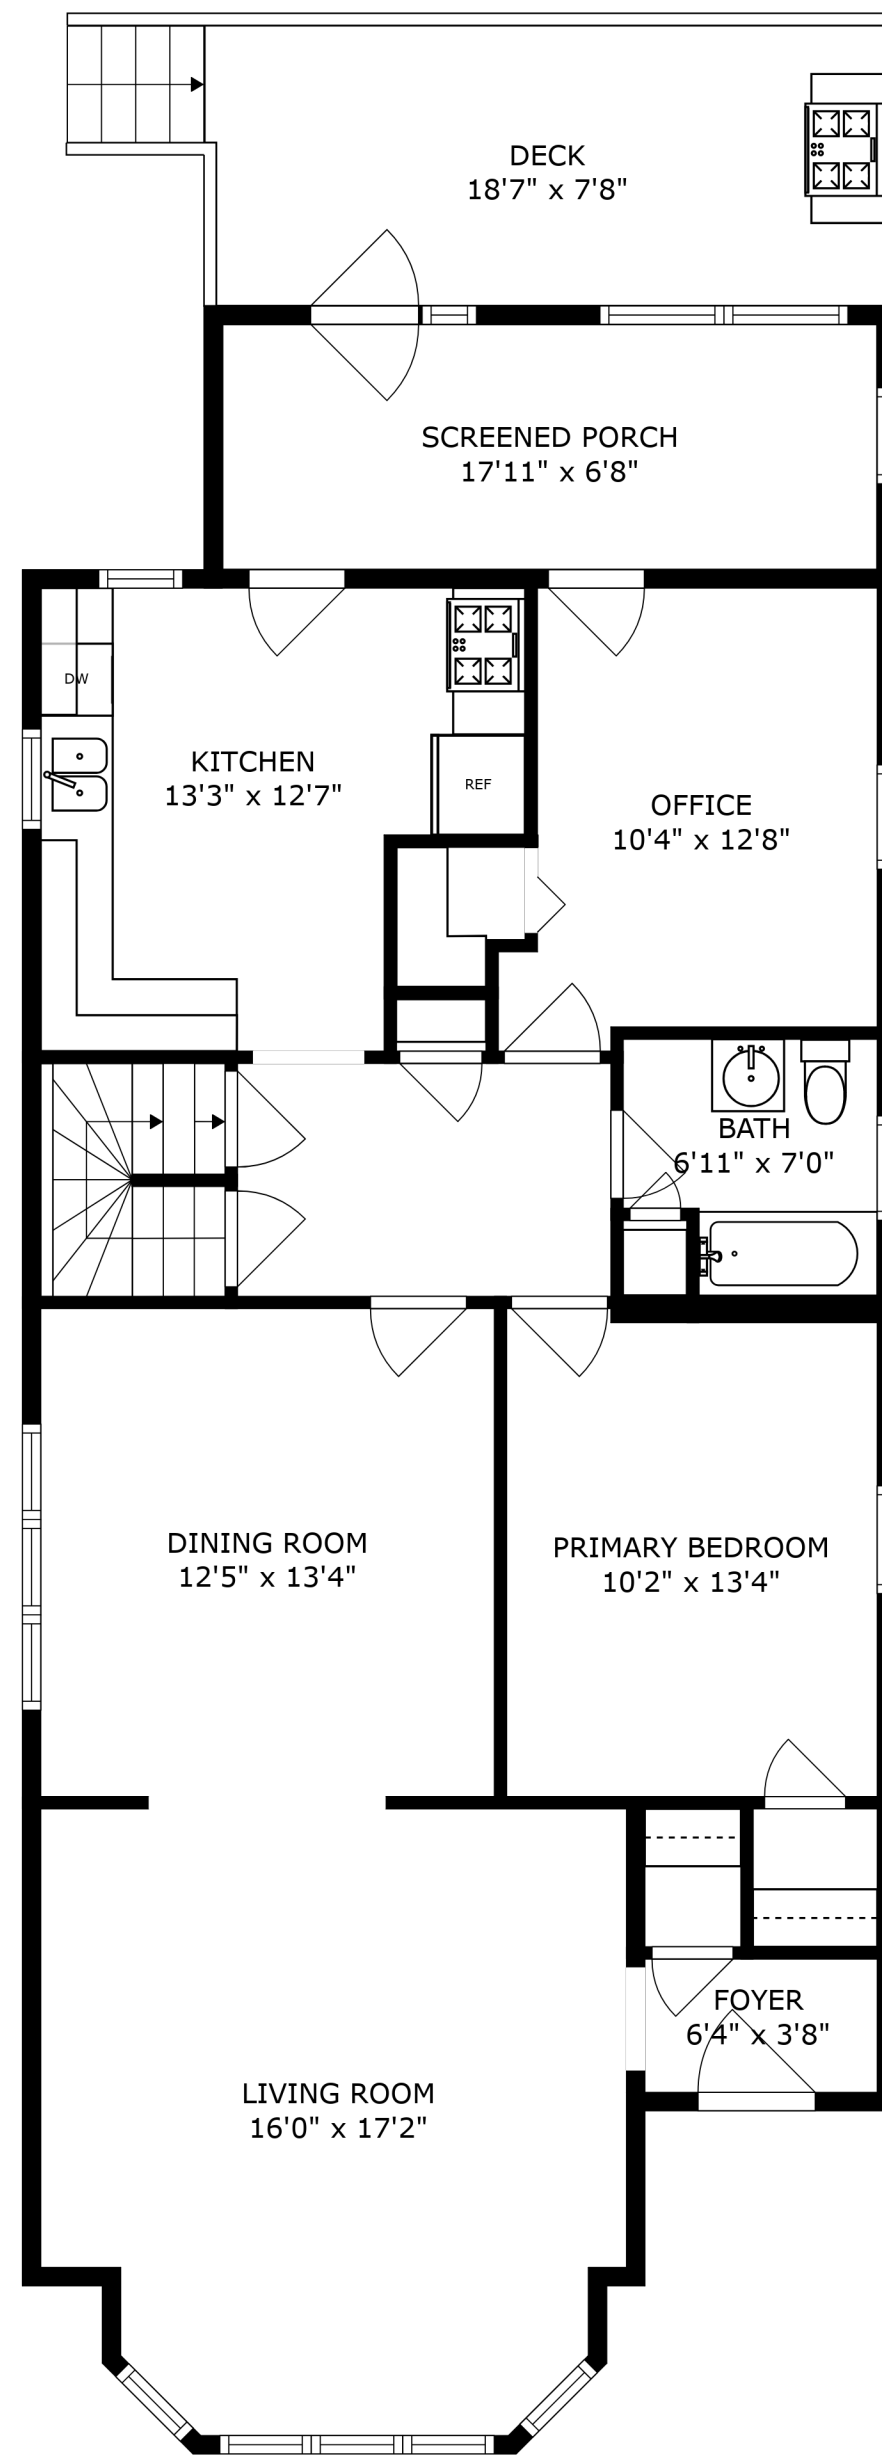 DECK
18'7" x 7'8"
SCREENED PORCH
17'11" x 6'8"
DW
KITCHEN
13'3" x 12'7"
REF
OFFICE
10'4" x 12'8"
BATH
6'11" x 7'0"
DINING ROOM
12'5" x 13'4"
PRIMARY BEDROOM
10'2" x 13'4"
FOYER
6'4" x 3'8"
LIVING ROOM
16'0" x 17'2"